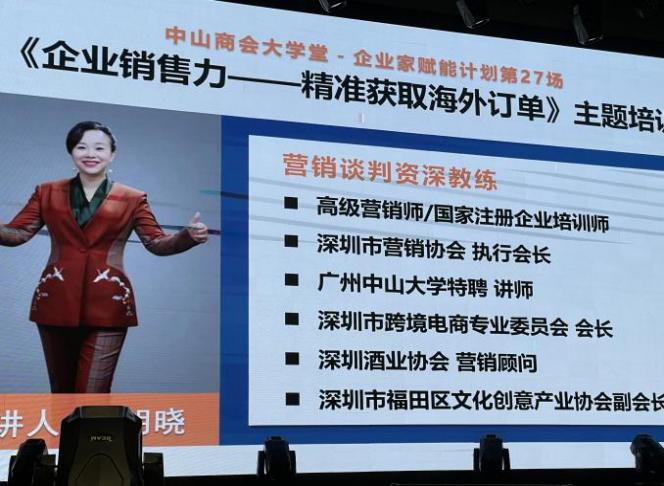 中山商会大学堂 - 企业家赋能计划第27场
《企业销售力——精准获取海外订单》主题培训
营销谈判资深教练
■ 高级营销师/国家注册企业培训师
■ 深圳市营销协会 执行会长
■ 广州中山大学特聘 讲师
■ 深圳市跨境电商专业委员会 会长
■ 深圳酒业协会 营销顾问
■ 深圳市福田区文化创意产业协会副会长
讲人
明晓
BEAM